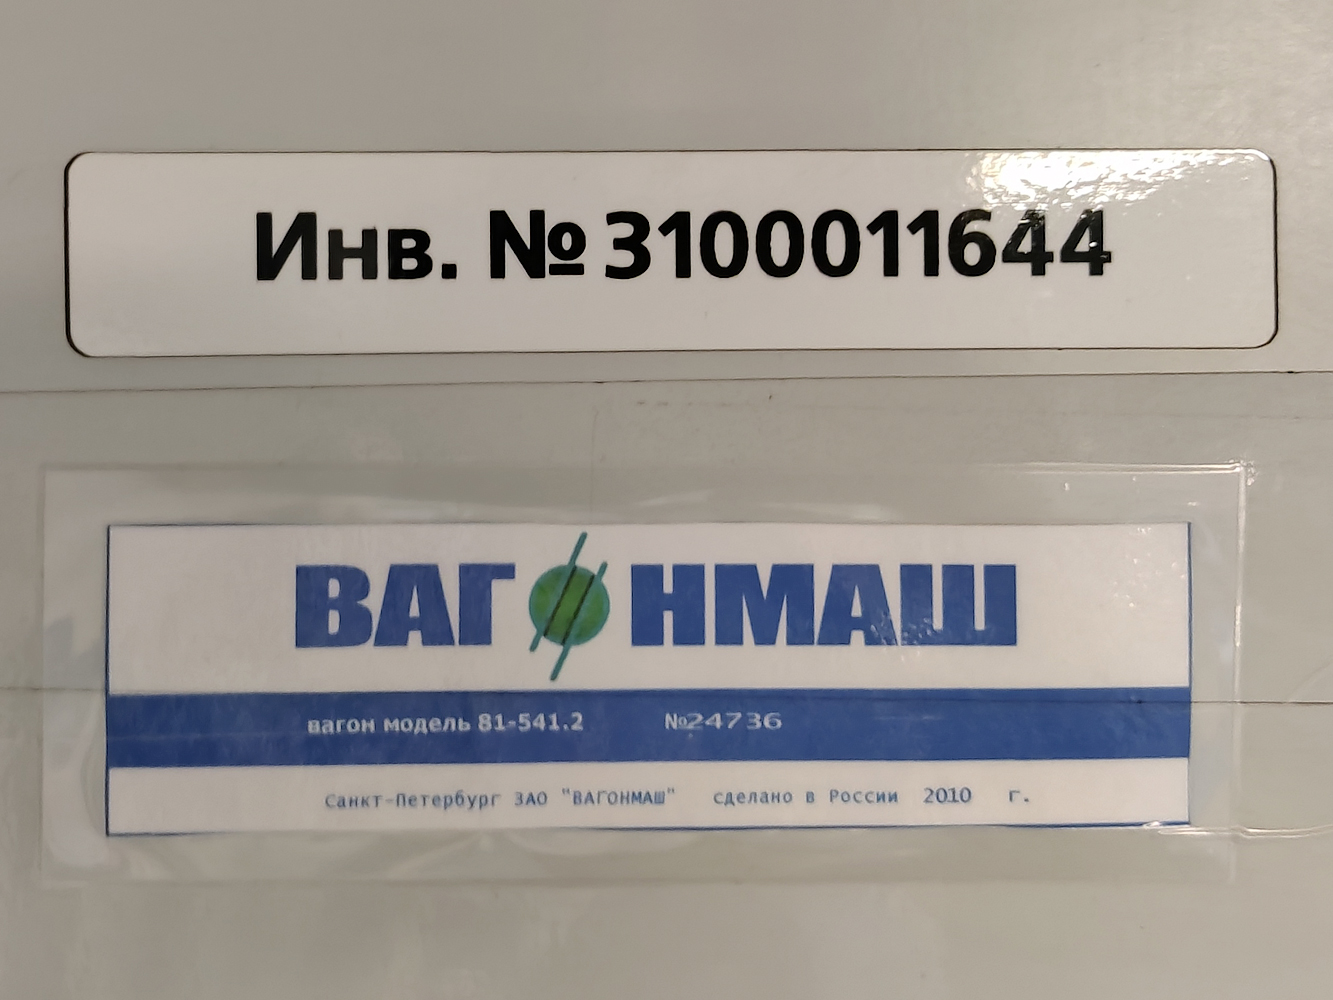 Инв. № 3100011644
ВАГОНМАШ
вагон модель 81-541.2 №24736
Санкт-Петербург ЗАО "ВАГОНМАШ" сделано в России 2010 г.